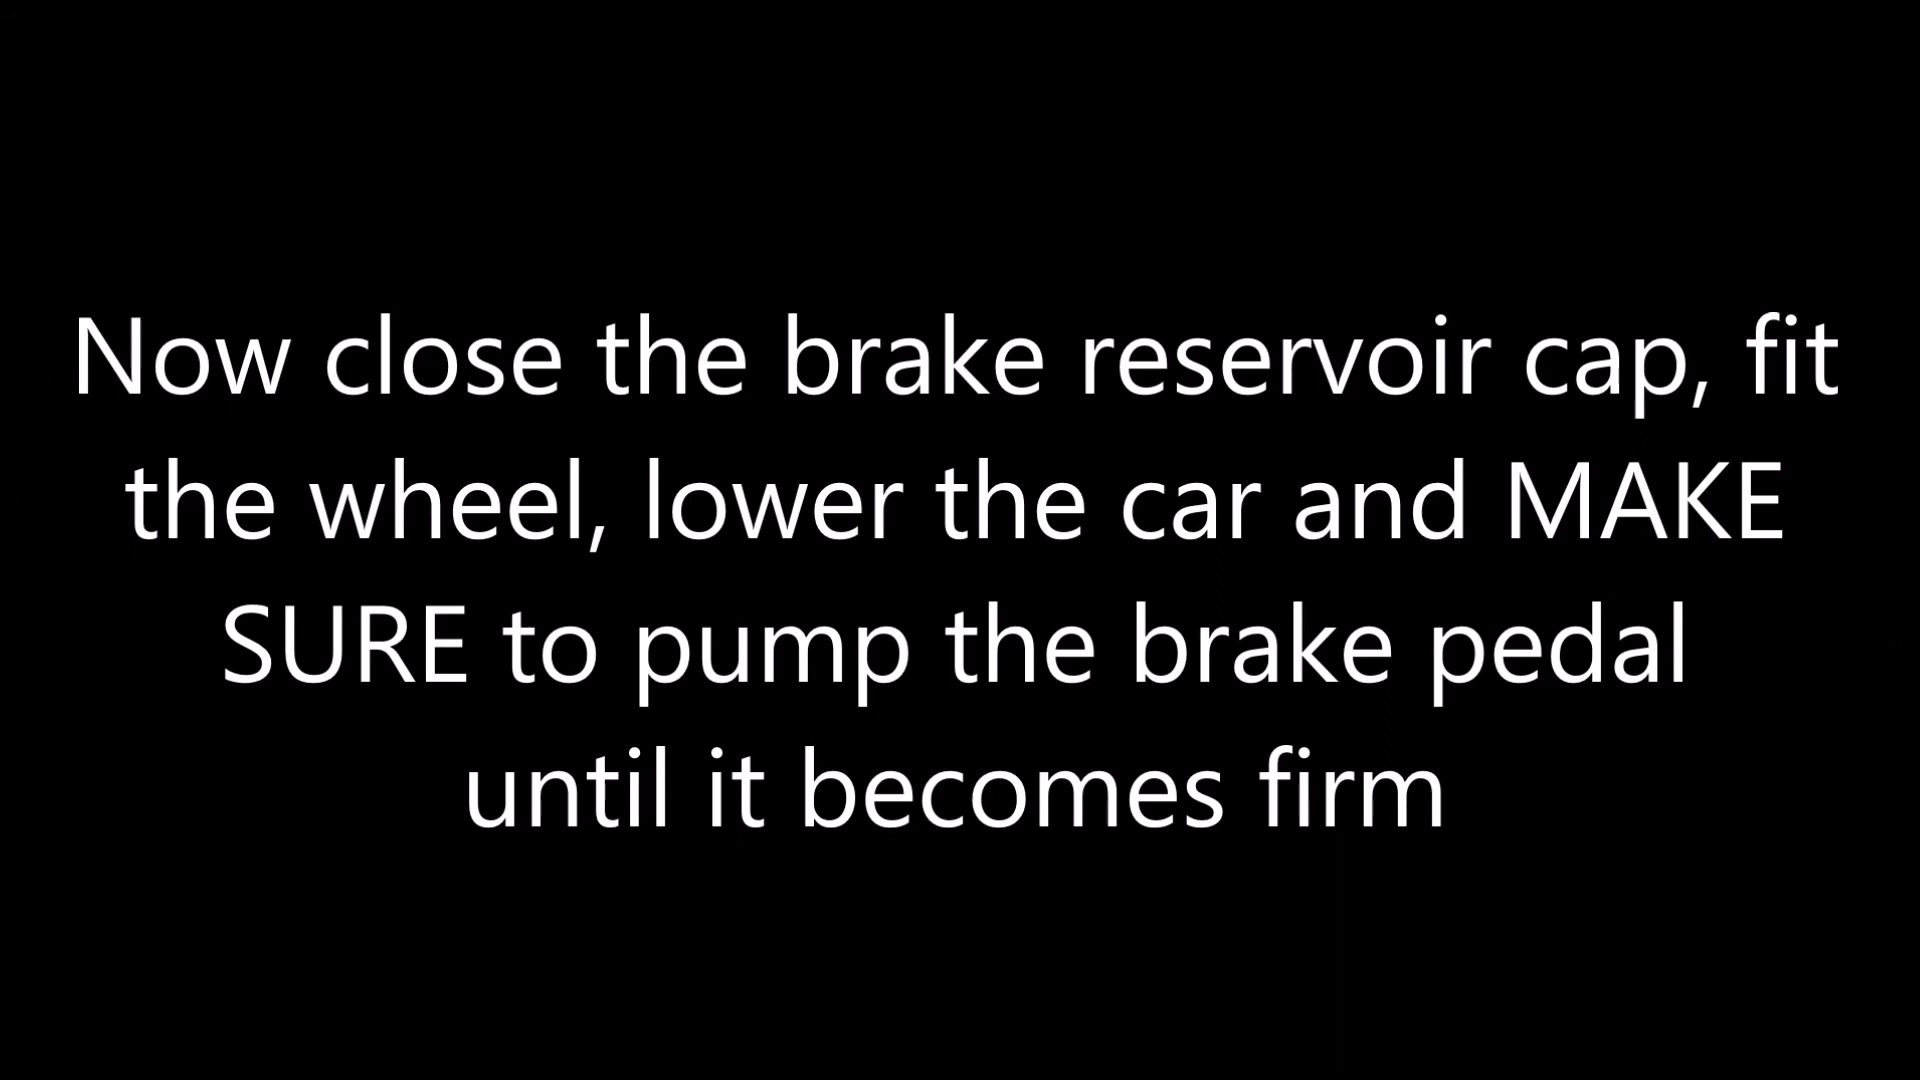 Now close the brake reservoir cap, fit
the wheel, lower the car and MAKE
SURE to pump the brake pedal
until it becomes firm